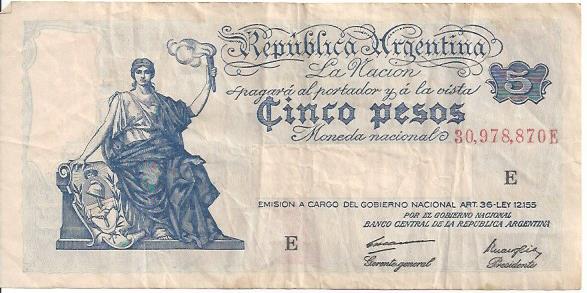 República Argentina
La Nación
pagará al portador y á la vista
5
Cinco pesos
Moneda nacional
30,978,870E
E
EMISION A CARGO DEL GOBIERNO NACIONAL ART. 36-LEY 12.155
POR EL GOBIERNO NACIONAL
BANCO CENTRAL DE LA REPUBLICA ARGENTINA
E
Gerente general
Presidente